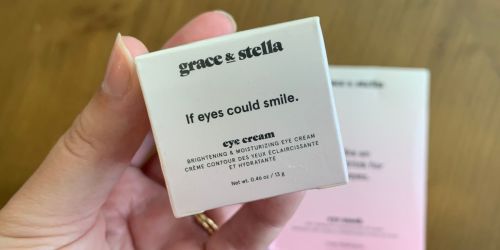 grace & stella
If eyes could smile.
eye cream
BRIGHTENING & MOISTURIZING EYE CREAM
CRÈME CONTOUR DES YEUX ÉCLAIRCISSANTE
ET HYDRATANTE
Net wt. 0.46 oz / 13 g
& stella